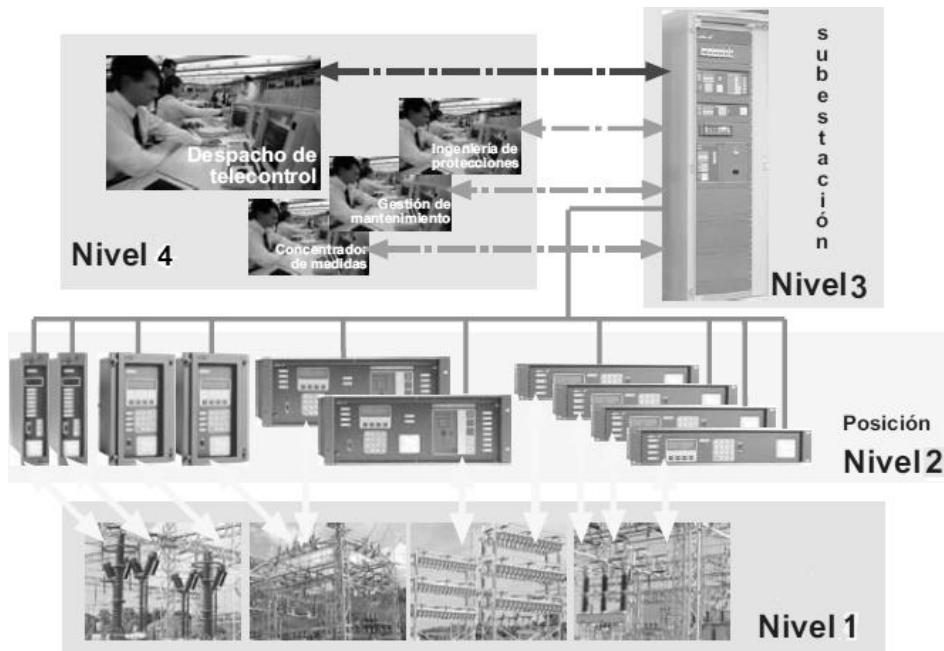 Despacho de
telecontrol
Ingeniería de
protecciones
Gestión de
mantenimiento
Concentrador
de medidas
Nivel 4
subestación
Nivel 3
Posición
Nivel 2
Nivel 1